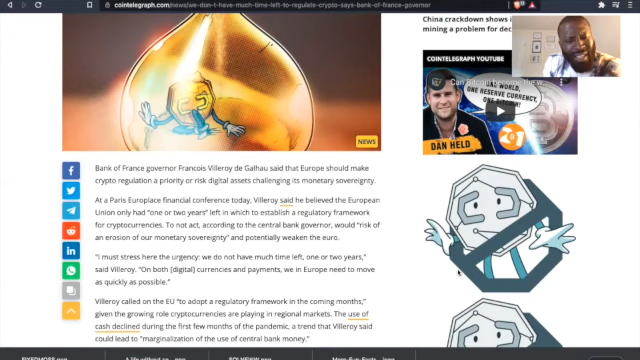 cointelegraph.com/news/we-don-t-have-much-time-left-to-regulate-crypto-says-bank-of-france-governor
China crackdown shows i
mining a problem for dec
NEWS
COINTELEGRAPH YOUTUBE
Can Bitcoin become the w...
WORLD,
ONE RESERVE CURRENCY,
ONE BITCOIN!
DAN HELD
Bank of France governor Francois Villeroy de Galhau said that Europe should make
crypto regulation a priority or risk digital assets challenging its monetary sovereignty.
At a Paris Europlace financial conference today, Villeroy said he believed the European
Union only had "one or two years" left in which to establish a regulatory framework
for cryptocurrencies. To not act, according to the central bank governor, would "risk of
an erosion of our monetary sovereignty" and potentially weaken the euro.
"I must stress here the urgency: we do not have much time left, one or two years,"
said Villeroy. "On both [digital] currencies and payments, we in Europe need to move
as quickly as possible."
Villeroy called on the EU "to adopt a regulatory framework in the coming months,"
given the growing role cryptocurrencies are playing in regional markets. The use of
cash declined during the first few months of the pandemic, a trend that Villeroy said
could lead to "marginalization of the use of central bank money."